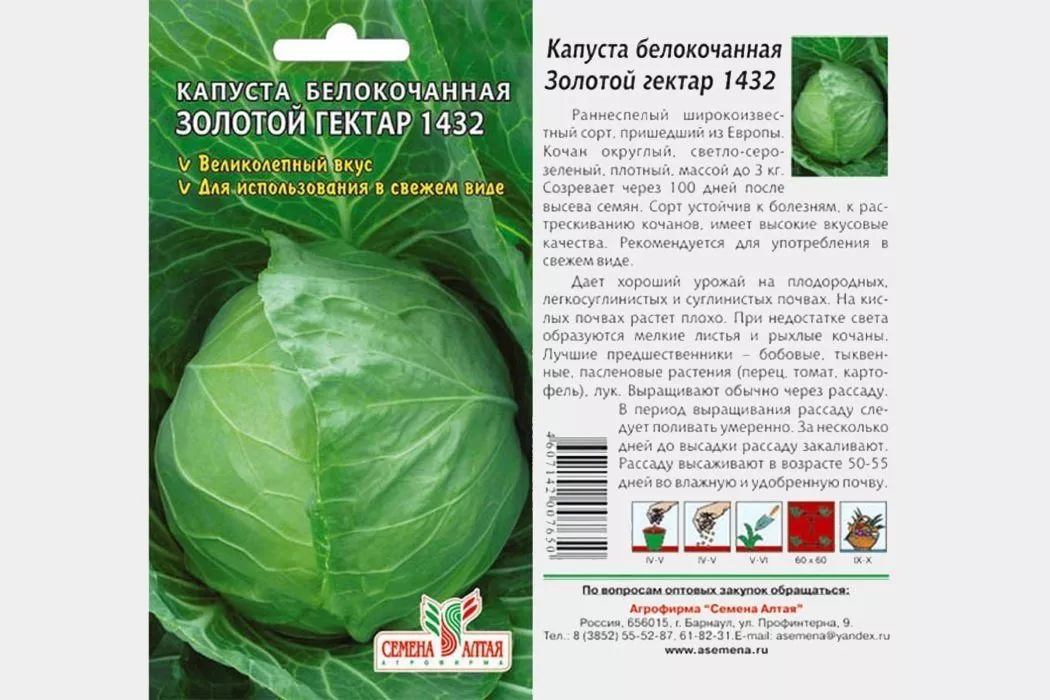 КАПУСТА БЕЛОКОЧАННАЯ
ЗОЛОТОЙ ГЕКТАР 1432
V Великолепный вкус
V Для использования в свежем виде
СЕМЕНА АЛТАЯ
АГРОФИРМА
Капуста белокочанная
Золотой гектар 1432
Раннеспелый широкоизвес-
тный сорт, пришедший из Европы.
Кочан округлый, светло-серо-
зеленый, плотный, массой до 3 кг.
Созревает через 100 дней после
высева семян. Сорт устойчив к болезням, к рас-
трескиванию кочанов, имеет высокие вкусовые
качества. Рекомендуется для употребления в
свежем виде.
Дает хороший урожай на плодородных,
легкосуглинистых и суглинистых почвах. На кис-
лых почвах растет плохо. При недостатке света
образуются мелкие листья и рыхлые кочаны.
Лучшие предшественники – бобовые, тыквен-
ные, пасленовые растения (перец, томат, карто-
фель), лук. Выращивают обычно через рассаду.
В период выращивания рассаду сле-
дует поливать умеренно. За несколько
дней до высадки рассаду закаливают.
Рассаду высаживают в возрасте 50-55
дней во влажную и удобренную почву.
4607142007650
IV-V IV-V V-VI 60 х 60 IX-X
По вопросам оптовых закупок обращаться:
Агрофирма "Семена Алтая"
Россия, 656015, г. Барнаул, ул. Профинтерна, 9.
Тел.: 8 (3852) 55-52-87, 61-82-31.E-mail: asemena@yandex.ru
www.asemena.ru